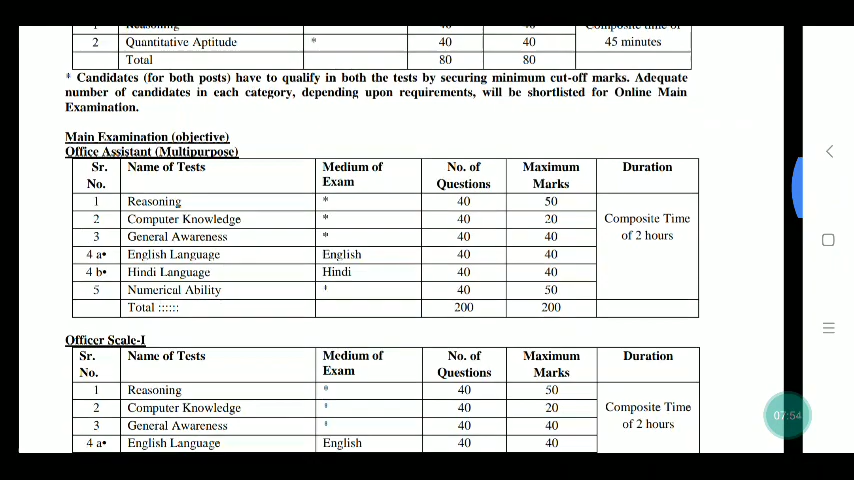 1 Reasoning * 40 40 Composite time of
2 Quantitative Aptitude * 40 40 45 minutes
Total 80 80
* Candidates (for both posts) have to qualify in both the tests by securing minimum cut-off marks. Adequate
number of candidates in each category, depending upon requirements, will be shortlisted for Online Main
Examination.
Main Examination (objective)
Office Assistant (Multipurpose)
Sr. No. Name of Tests Medium of Exam No. of Questions Maximum Marks Duration
1 Reasoning * 40 50
2 Computer Knowledge * 40 20 Composite Time
3 General Awareness * 40 40 of 2 hours
4 a• English Language English 40 40
4 b• Hindi Language Hindi 40 40
5 Numerical Ability * 40 50
Total :::::: 200 200
Officer Scale-I
Sr. No. Name of Tests Medium of Exam No. of Questions Maximum Marks Duration
1 Reasoning * 40 50
2 Computer Knowledge * 40 20 Composite Time
3 General Awareness * 40 40 of 2 hours
4 a• English Language English 40 40
07:54